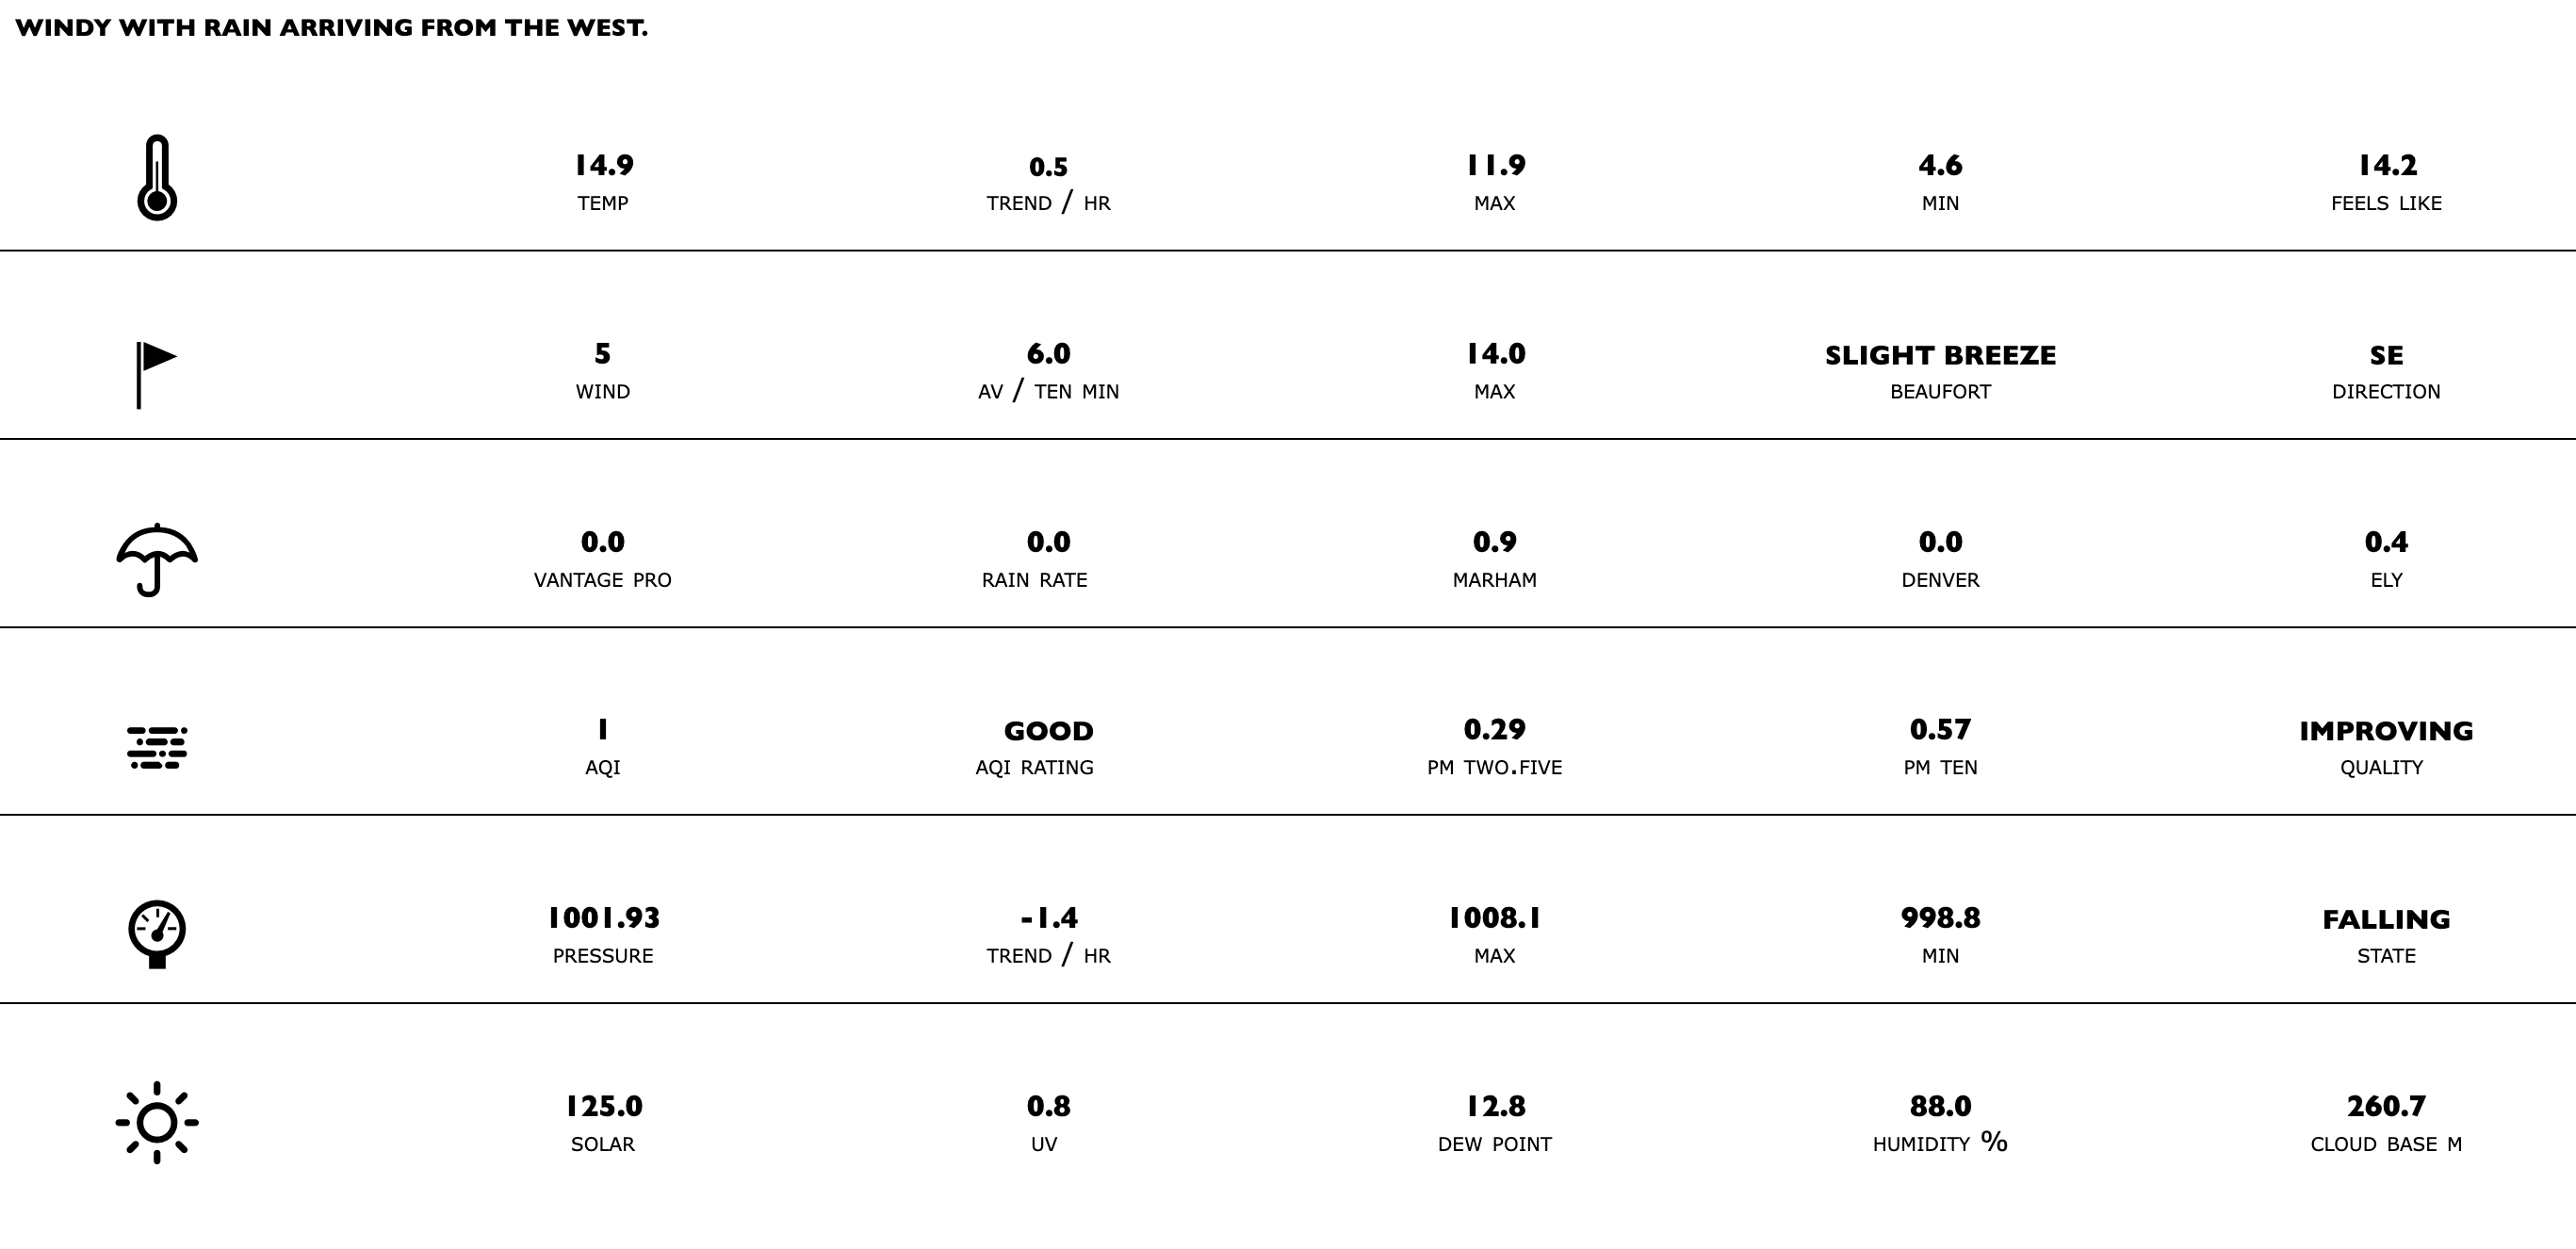 WINDY WITH RAIN ARRIVING FROM THE WEST.
14.9 0.5 11.9 4.6 14.2
TEMP TREND / HR MAX MIN FEELS LIKE
5 6.0 14.0 SLIGHT BREEZE SE
WIND AV / TEN MIN MAX BEAUFORT DIRECTION
0.0 0.0 0.9 0.0 0.4
VANTAGE PRO RAIN RATE MARHAM DENVER ELY
1 GOOD 0.29 0.57 IMPROVING
AQI AQI RATING PM TWO.FIVE PM TEN QUALITY
1001.93 -1.4 1008.1 998.8 FALLING
PRESSURE TREND / HR MAX MIN STATE
125.0 0.8 12.8 88.0 260.7
SOLAR UV DEW POINT HUMIDITY % CLOUD BASE M